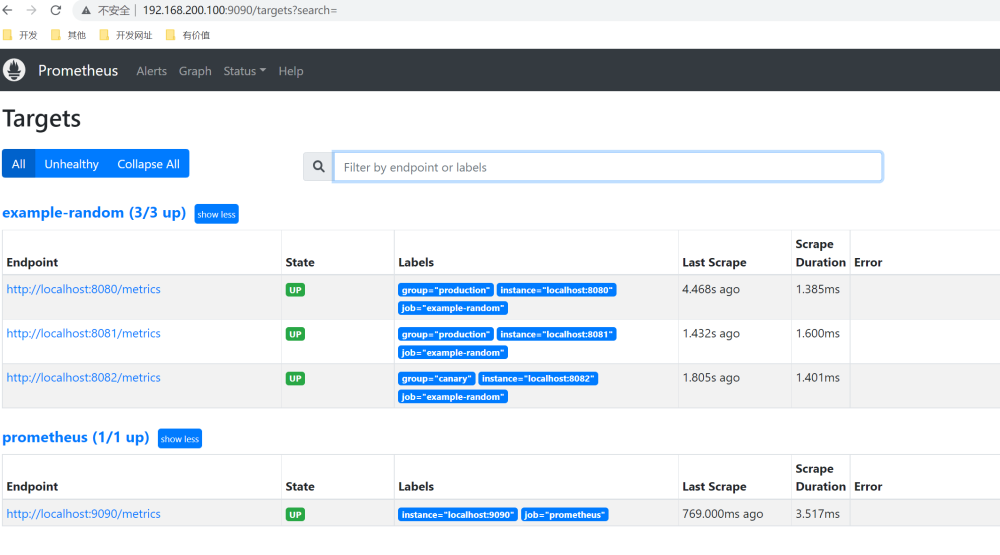 不安全 | 192.168.200.100:9090/targets?search=
开发 其他 开发网址 有价值
Prometheus Alerts Graph Status Help
Targets
All Unhealthy Collapse All Filter by endpoint or labels
example-random (3/3 up) show less
Endpoint State Labels Last Scrape Scrape Duration Error
http://localhost:8080/metrics UP group="production" instance="localhost:8080" 4.468s ago 1.385ms
job="example-random"
http://localhost:8081/metrics UP group="production" instance="localhost:8081" 1.432s ago 1.600ms
job="example-random"
http://localhost:8082/metrics UP group="canary" instance="localhost:8082" 1.805s ago 1.401ms
job="example-random"
prometheus (1/1 up) show less
Endpoint State Labels Last Scrape Scrape Duration Error
http://localhost:9090/metrics UP instance="localhost:9090" job="prometheus" 769.000ms ago 3.517ms